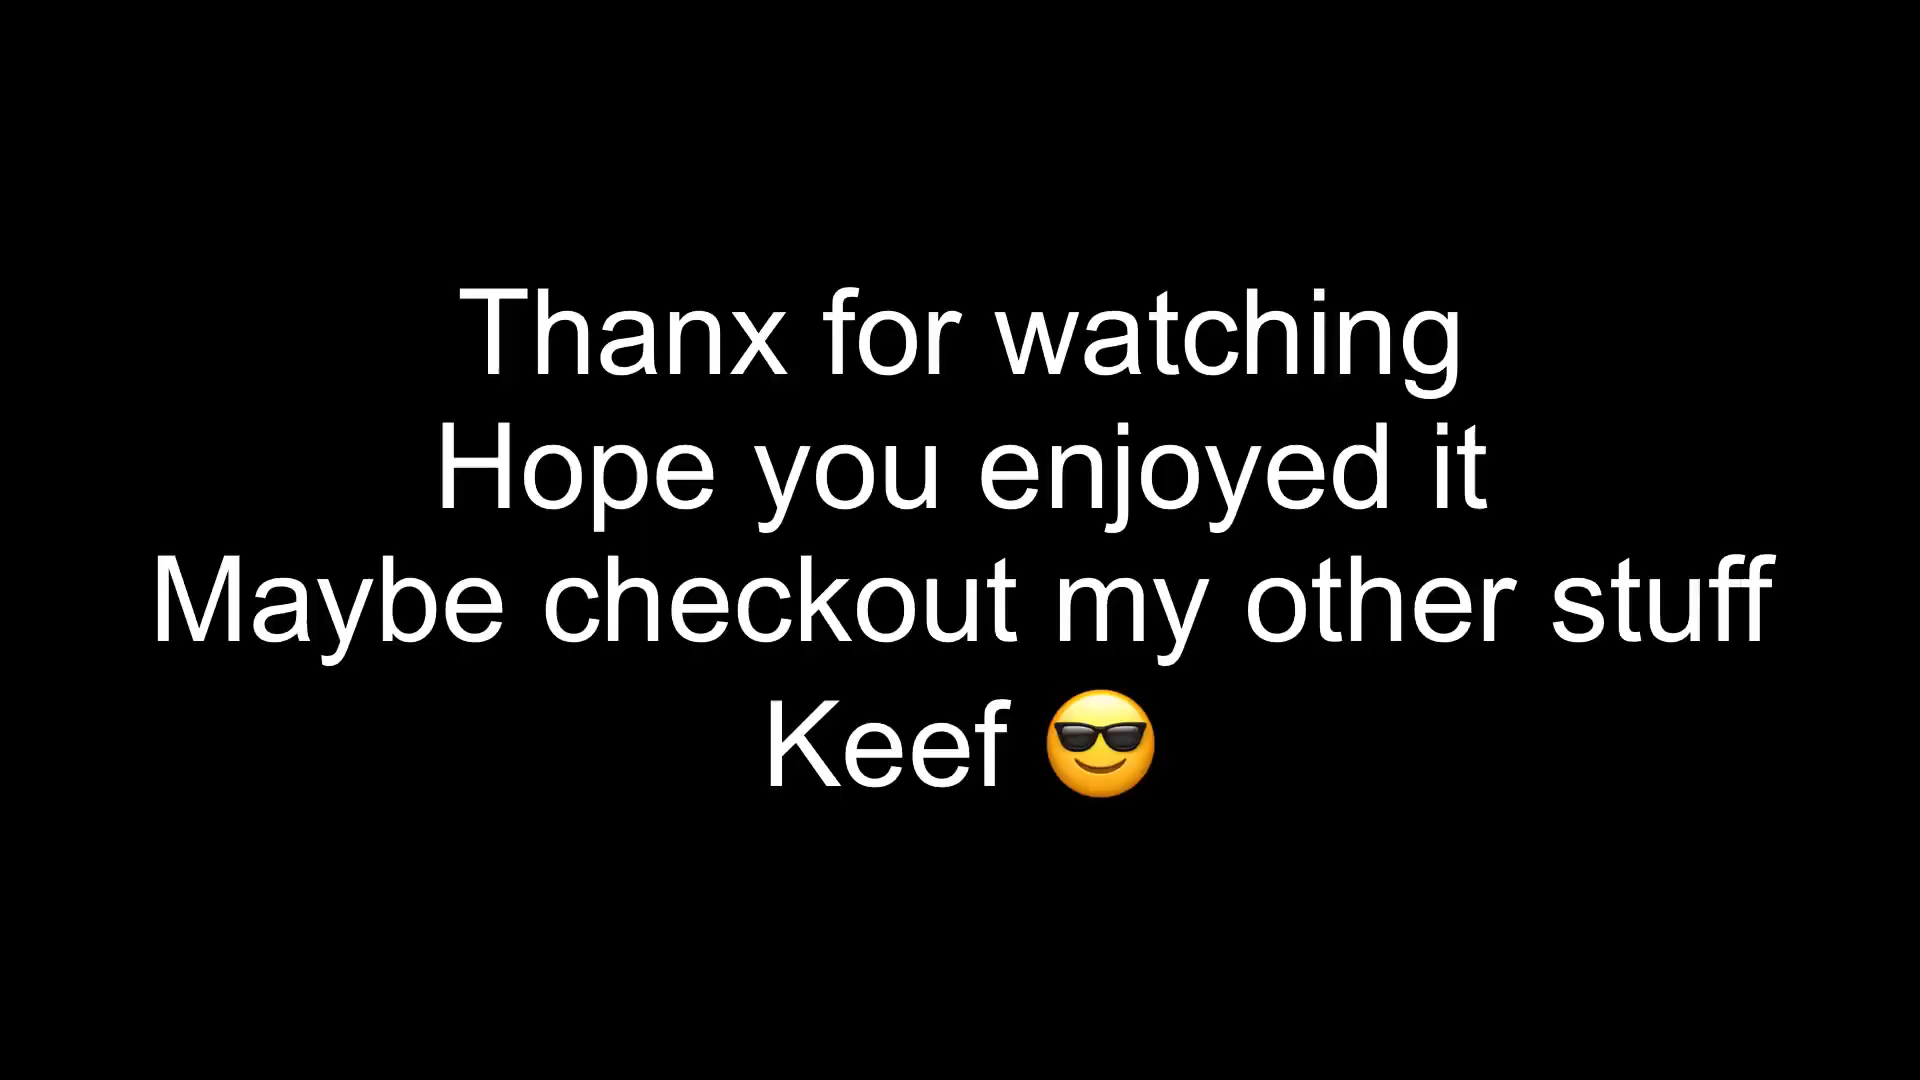 Thanx for watching
Hope you enjoyed it
Maybe checkout my other stuff
Keef 😎